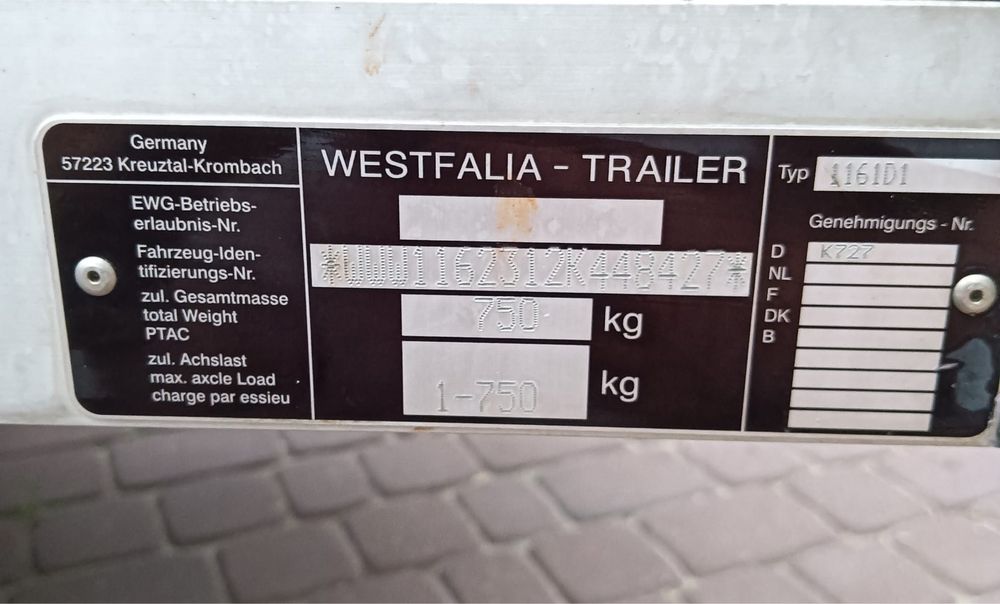 Germany
57223 Kreuztal-Krombach
EWG-Betriebs-
erlaubnis-Nr.
Fahrzeug-Iden-
tifizierungs-Nr.
zul. Gesamtmasse
total Weight
PTAC
zul. Achslast
max. axcle Load
charge par essieu
WESTFALIA - TRAILER
*WWW1162312K448427*
750 kg
1-750 kg
Typ 1161D1
Genehmigungs - Nr.
D K727
NL
F
DK
B